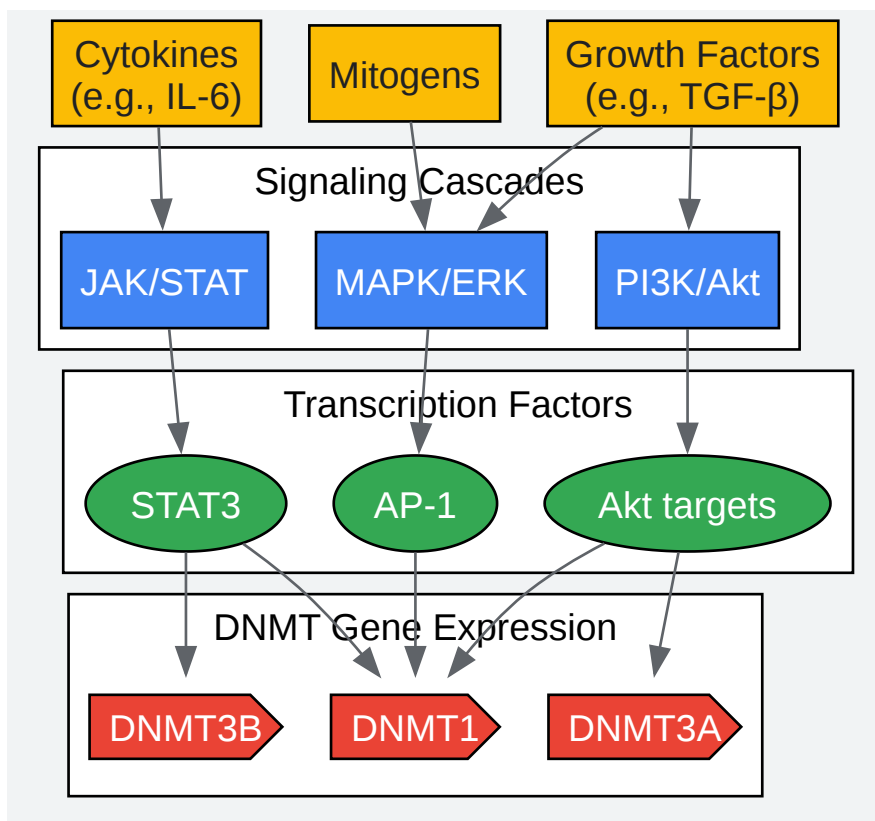 Cytokines
(e.g., IL-6)
Mitogens
Growth Factors
(e.g., TGF-β)
Signaling Cascades
JAK/STAT
MAPK/ERK
PI3K/Akt
Transcription Factors
STAT3
AP-1
Akt targets
DNMT Gene Expression
DNMT3B
DNMT1
DNMT3A